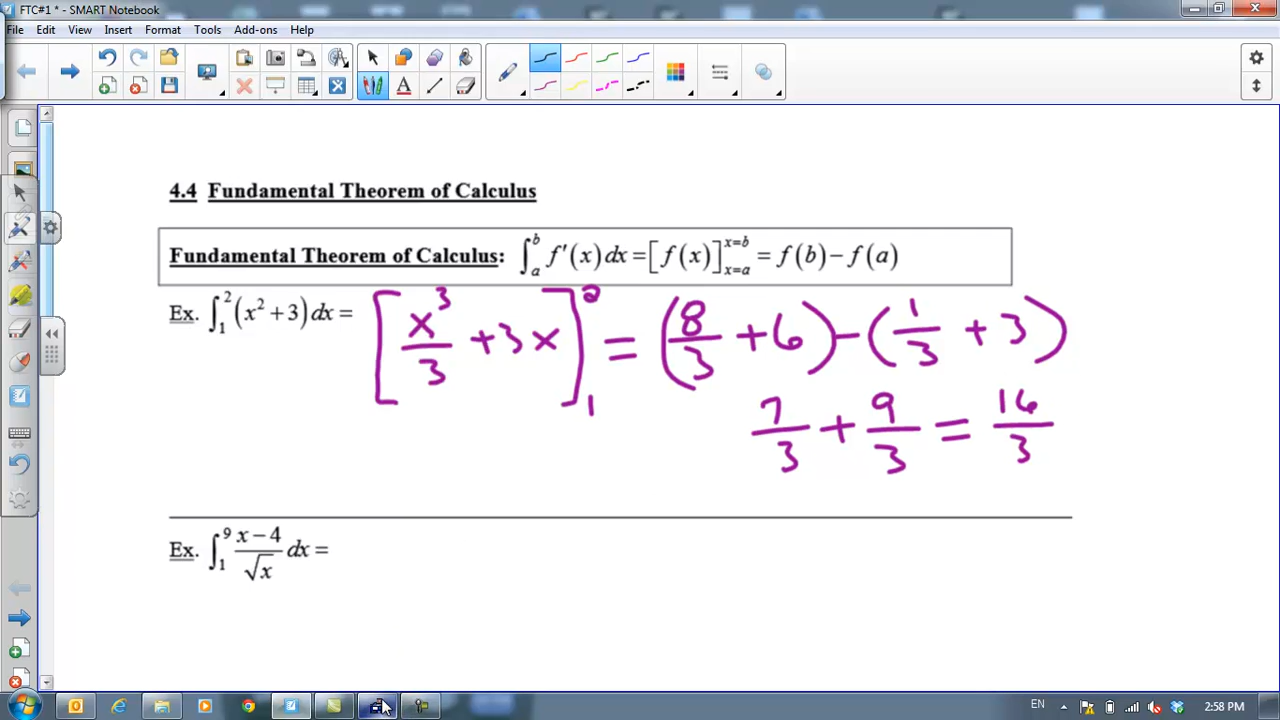 FTC#1 * - SMART Notebook
File Edit View Insert Format Tools Add-ons Help
4.4 Fundamental Theorem of Calculus
Fundamental Theorem of Calculus: ∫_a^b f'(x)dx = [f(x)]_{x=a}^{x=b} = f(b) − f(a)
Ex. ∫_1^2 (x² + 3)dx = [x³/3 + 3x]_1^2 = (8/3 + 6) − (1/3 + 3)
7/3 + 9/3 = 16/3
Ex. ∫_1^9 (x − 4)/√x dx =
EN 2:58 PM